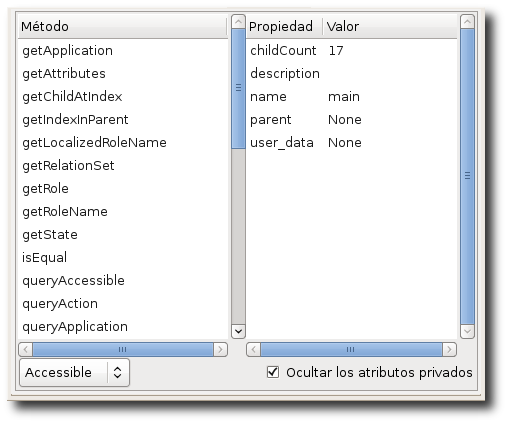 Método
getApplication
getAttributes
getChildAtIndex
getIndexInParent
getLocalizedRoleName
getRelationSet
getRole
getRoleName
getState
isEqual
queryAccessible
queryAction
queryApplication
Propiedad Valor
childCount 17
description
name main
parent None
user_data None
Accessible
Ocultar los atributos privados